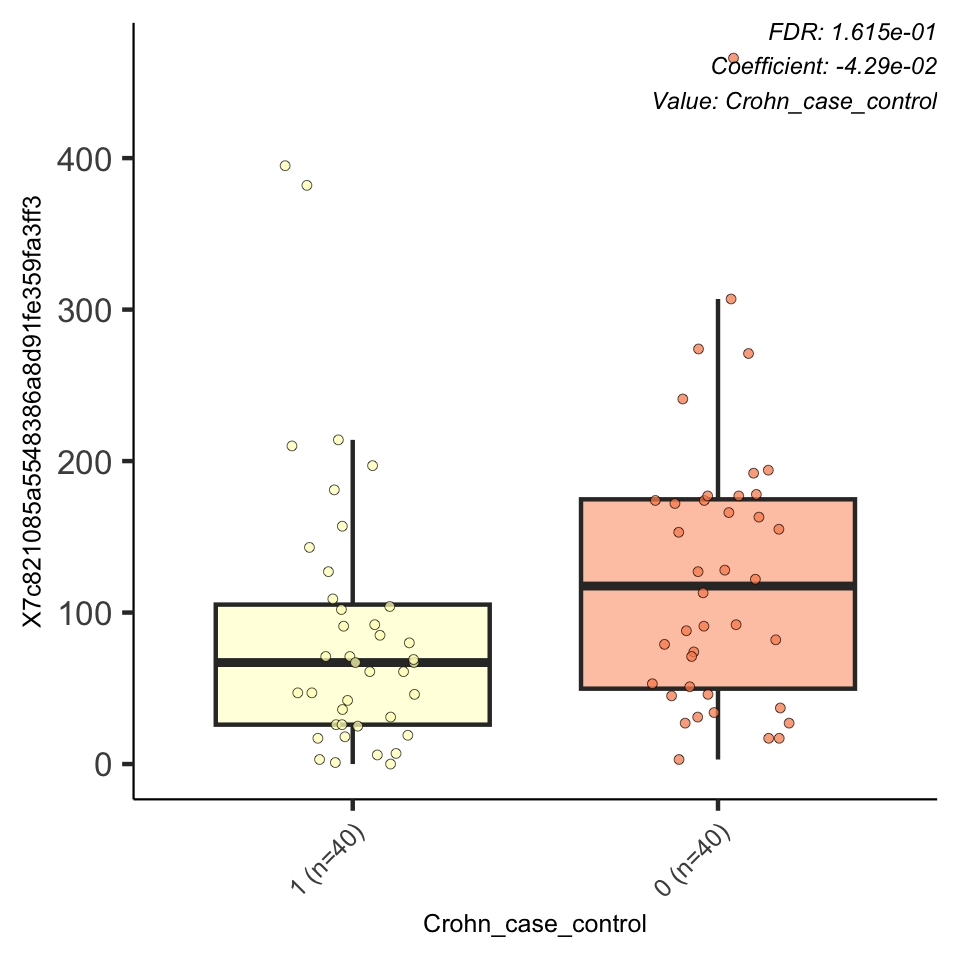 FDR: 1.615e-01
Coefficient: -4.29e-02
Value: Crohn_case_control
400
300
200
100
0
X7c821085a5548386a8d91fe359fa3ff3
1 (n=40)
0 (n=40)
Crohn_case_control